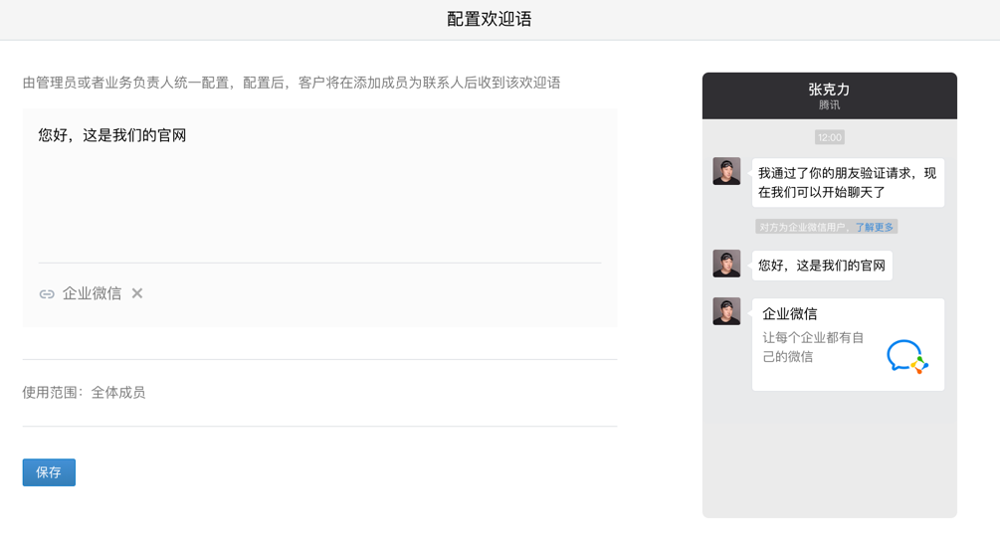 配置欢迎语
由管理员或者业务负责人统一配置，配置后，客户将在添加成员为联系人后收到该欢迎语
您好，这是我们的官网
企业微信
使用范围：全体成员
保存
张克力
腾讯
12:00
我通过了你的朋友验证请求，现
在我们可以开始聊天了
对方为企业微信用户，了解更多
您好，这是我们的官网
企业微信
让每个企业都有自
己的微信